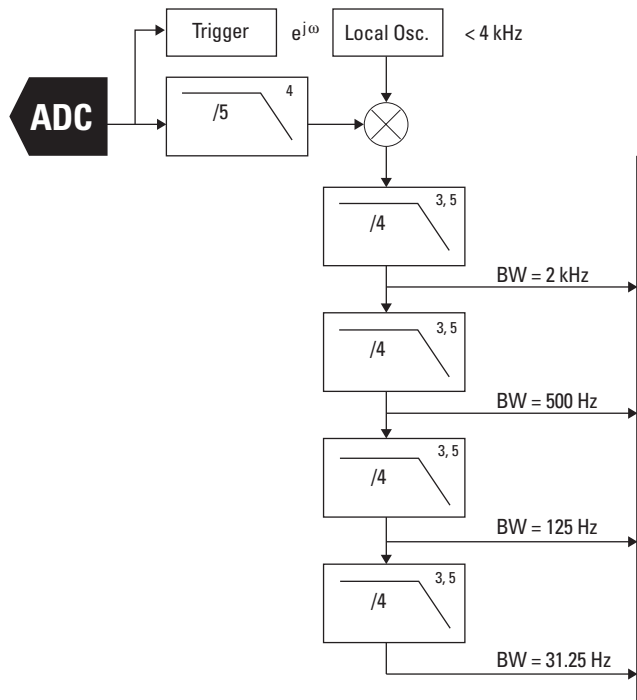 Trigger
e^jω
Local Osc.
< 4 kHz
ADC
/5
4
3, 5
/4
BW = 2 kHz
3, 5
/4
BW = 500 Hz
3, 5
/4
BW = 125 Hz
3, 5
/4
BW = 31.25 Hz